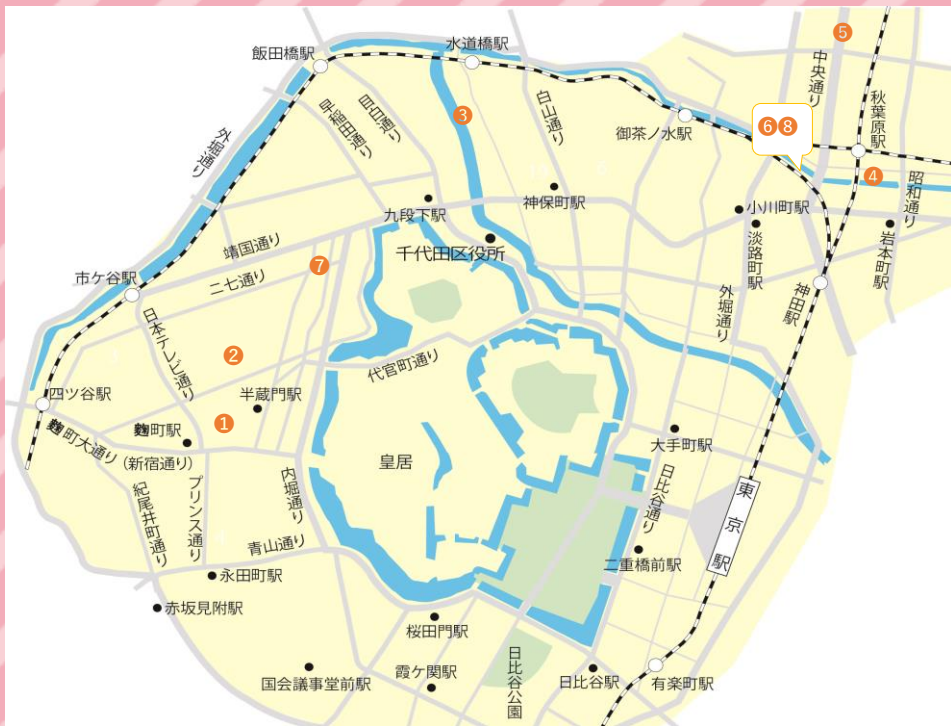 水道橋駅
飯田橋駅
⑤
中央通り
目白通り
早稲田通り
③
白山通り
秋葉原駅
外堀通り
御茶ノ水駅
⑥⑧
④
昭和通り
九段下駅
神保町駅
小川町駅
千代田区役所
淡路町駅
岩本町駅
靖国通り
⑦
市ケ谷駅
二七通り
外堀通り
神田駅
日本テレビ通り
②
代官町通り
四ツ谷駅
半蔵門駅
①
麴町駅
麴町大通り(新宿通り)
大手町駅
皇居
内堀通り
日比谷通り
紀尾井町通り
プリンス通り
東京駅
青山通り
二重橋前駅
永田町駅
赤坂見附駅
桜田門駅
日比谷公園
国会議事堂前駅
霞ケ関駅
日比谷駅
有楽町駅